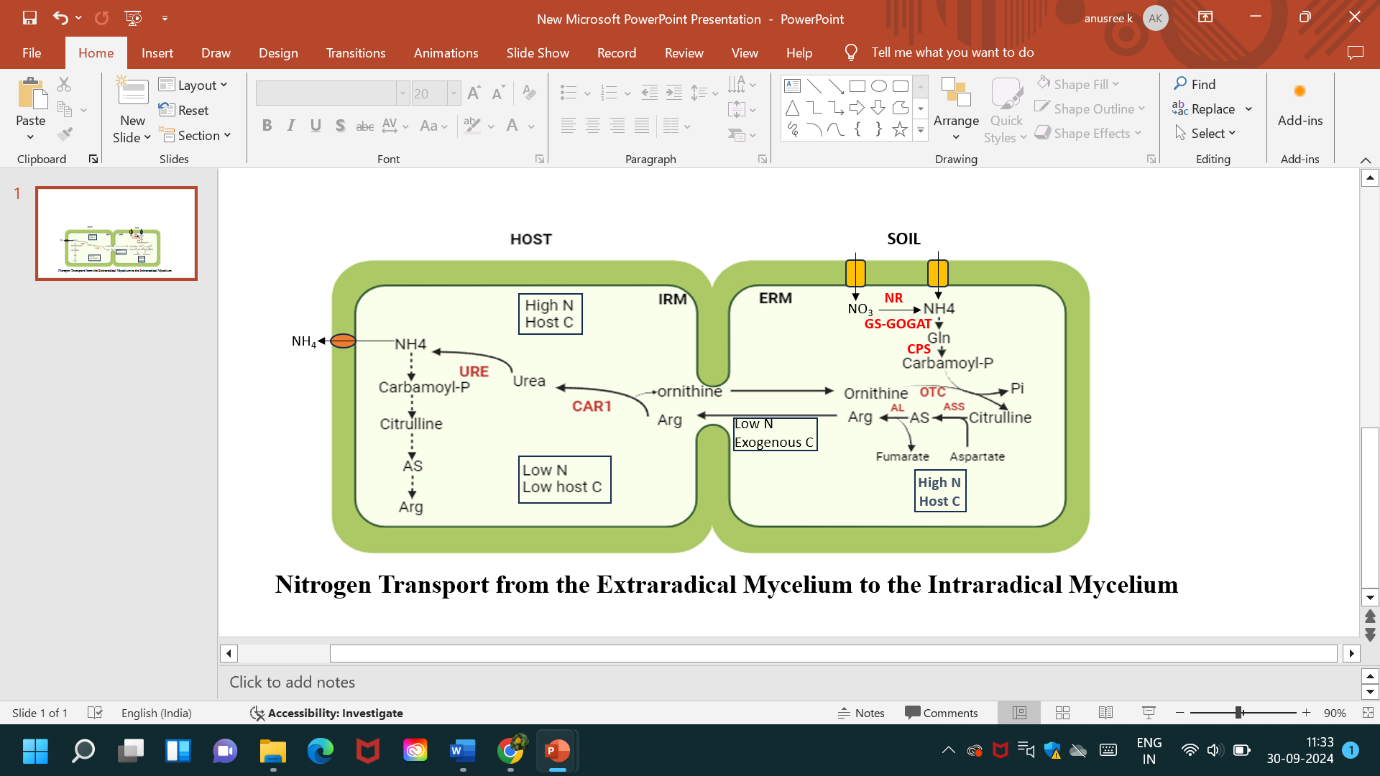 New Microsoft PowerPoint Presentation - PowerPoint
anusree k
AK
File
Home
Insert
Draw
Design
Transitions
Animations
Slide Show
Record
Review
View
Help
Tell me what you want to do
Paste
Clipboard
New
Slide
Layout
Reset
Section
Slides
20
A A
B I U S abc AV Aa A
Font
Paragraph
Arrange
Quick
Styles
Shape Fill
Shape Outline
Shape Effects
Drawing
Find
Replace
Select
Editing
Add-ins
Add-ins
1
HOST
SOIL
High N
Host C
IRM
ERM
NO3
NR
NH4
GS-GOGAT
Gln
CPS
Carbamoyl-P
NH4
NH4
URE
Urea
Carbamoyl-P
CAR1
ornithine
Ornithine
OTC
Pi
Citrulline
Arg
Arg
AL
AS
ASS
Citrulline
Low N
Exogenous C
Fumarate
Aspartate
AS
Low N
Low host C
High N
Host C
Arg
Nitrogen Transport from the Extraradical Mycelium to the Intraradical Mycelium
Click to add notes
Slide 1 of 1
English (India)
Accessibility: Investigate
Notes
Comments
90%
ENG
IN
11:33
30-09-2024
1